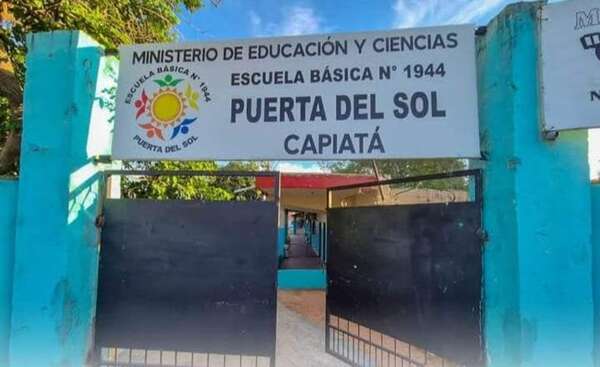 MINISTERIO DE EDUCACIÓN Y CIENCIAS
ESCUELA BÁSICA N° 1944
PUERTA DEL SOL
CAPIATÁ
ESCUELA BÁSICA N° 1944
PUERTA DEL SOL